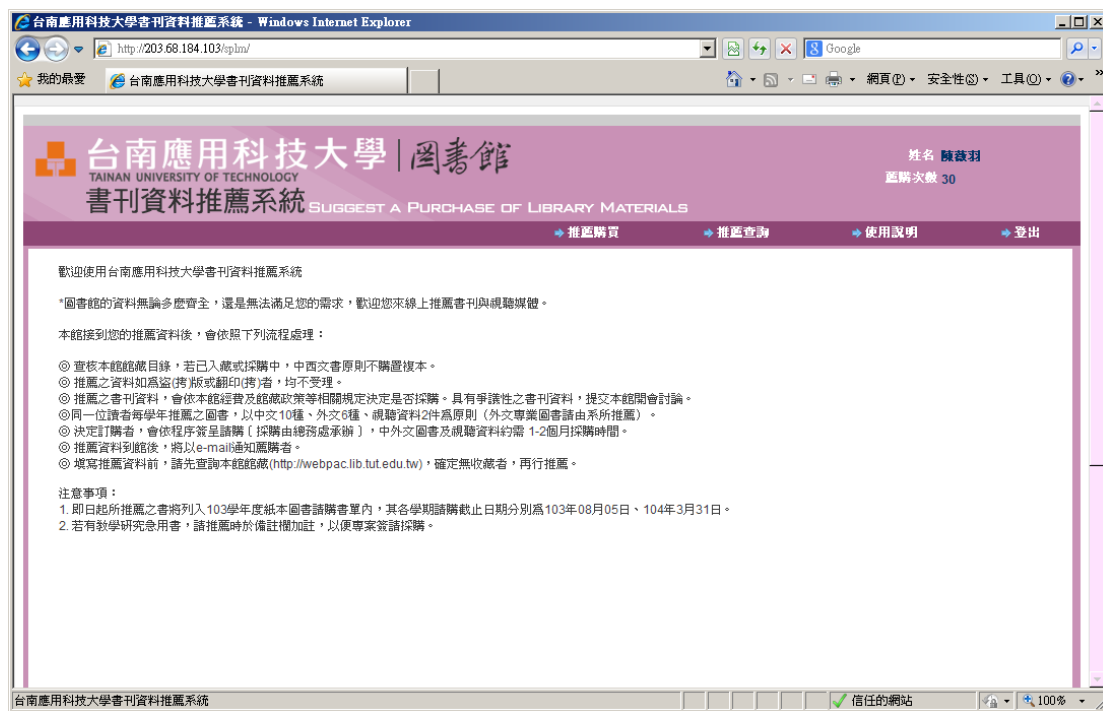 台南應用科技大學書刊資料推薦系統 - Windows Internet Explorer
http://203.68.184.103/splm/
Google
我的最愛
台南應用科技大學書刊資料推薦系統
網頁(P)
安全性(S)
工具(O)
»
台南應用科技大學
圖書館
TAINAN UNIVERSITY OF TECHNOLOGY
書刊資料推薦系統 SUGGEST A PURCHASE OF LIBRARY MATERIALS
姓名 陳薇羽
薦購次數 30
推薦購買
推薦查詢
使用說明
登出
歡迎使用台南應用科技大學書刊資料推薦系統
*圖書館的資料無論多麼齊全，還是無法滿足您的需求，歡迎您來線上推薦書刊與視聽媒體。
本館接到您的推薦資料後，會依照下列流程處理：
◎ 查核本館館藏目錄，若已入藏或採購中，中西文書原則不購置複本。
◎ 推薦之資料如為盜(拷)版或翻印(拷)者，均不受理。
◎ 推薦之書刊資料，會依本館經費及館藏政策等相關規定決定是否採購。具有爭議性之書刊資料，提交本館開會討論。
◎同一位讀者每學年推薦之圖書，以中文10種、外文6種、視聽資料2件為原則（外文專業圖書請由系所推薦）。
◎ 決定訂購者，會依程序簽呈請購〔採購由總務處承辦〕，中外文圖書及視聽資料約需 1-2個月採購時間。
◎ 推薦資料到館後，將以e-mail通知薦購者。
◎ 填寫推薦資料前，請先查詢本館館藏(http://webpac.lib.tut.edu.tw)，確定無收藏者，再行推薦。
注意事項：
1. 即日起所推薦之書將列入103學年度紙本圖書請購書單內，其各學期請購截止日期分別為103年08月05日、104年3月31日。
2. 若有教學研究急用書，請推薦時於備註欄加註，以便專案簽請採購。
台南應用科技大學書刊資料推薦系統
信任的網站
100%